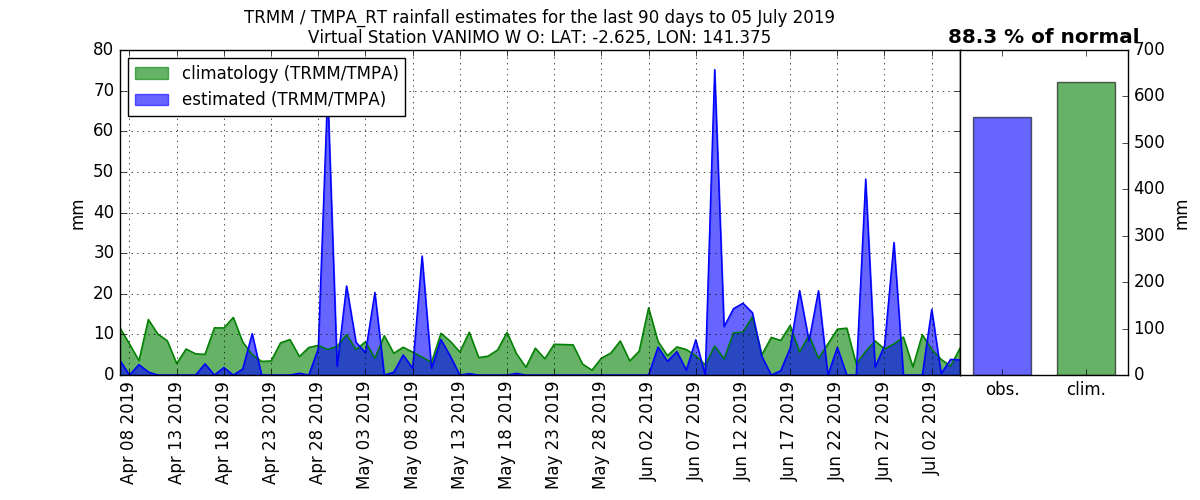 TRMM / TMPA_RT rainfall estimates for the last 90 days to 05 July 2019
Virtual Station VANIMO W O: LAT: -2.625, LON: 141.375
88.3 % of normal
climatology (TRMM/TMPA)
estimated (TRMM/TMPA)
80
70
60
50
40
30
20
10
0
mm
Apr 08 2019
Apr 13 2019
Apr 18 2019
Apr 23 2019
Apr 28 2019
May 03 2019
May 08 2019
May 13 2019
May 18 2019
May 23 2019
May 28 2019
Jun 02 2019
Jun 07 2019
Jun 12 2019
Jun 17 2019
Jun 22 2019
Jun 27 2019
Jul 02 2019
obs.
clim.
700
600
500
400
300
200
100
0
mm